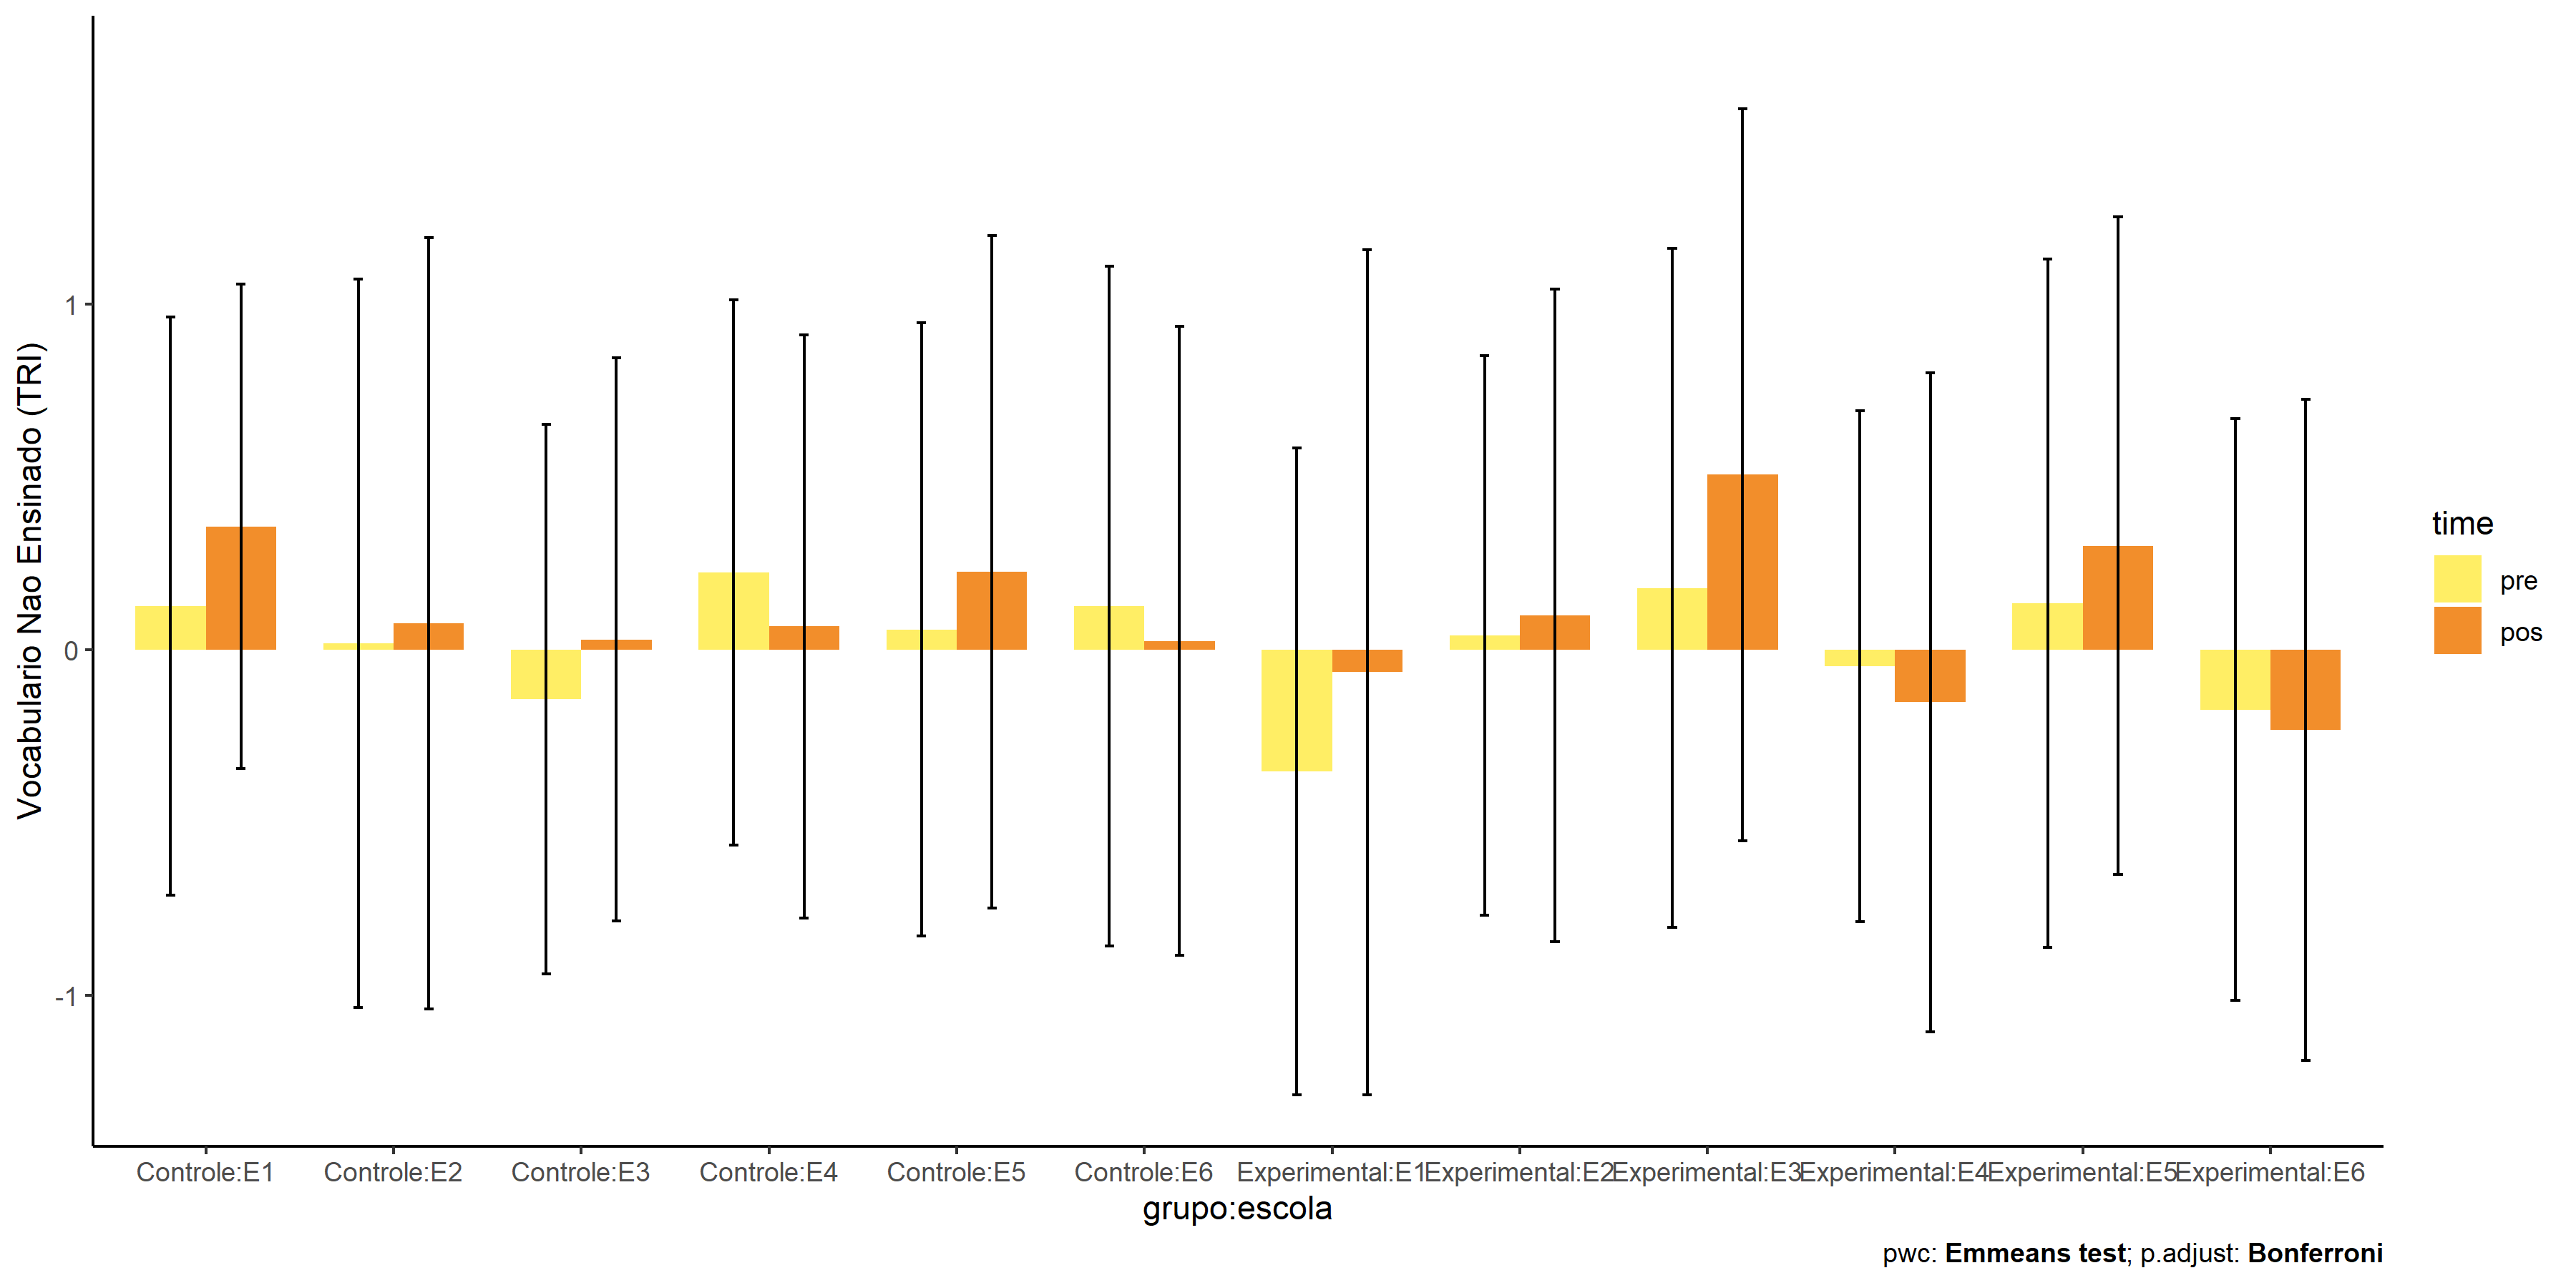 Vocabulario Nao Ensinado (TRI)
1
0
-1
Controle:E1 Controle:E2 Controle:E3 Controle:E4 Controle:E5 Controle:E6 Experimental:E1 Experimental:E2 Experimental:E3 Experimental:E4 Experimental:E5 Experimental:E6
grupo:escola
time
pre
pos
pwc: Emmeans test; p.adjust: Bonferroni